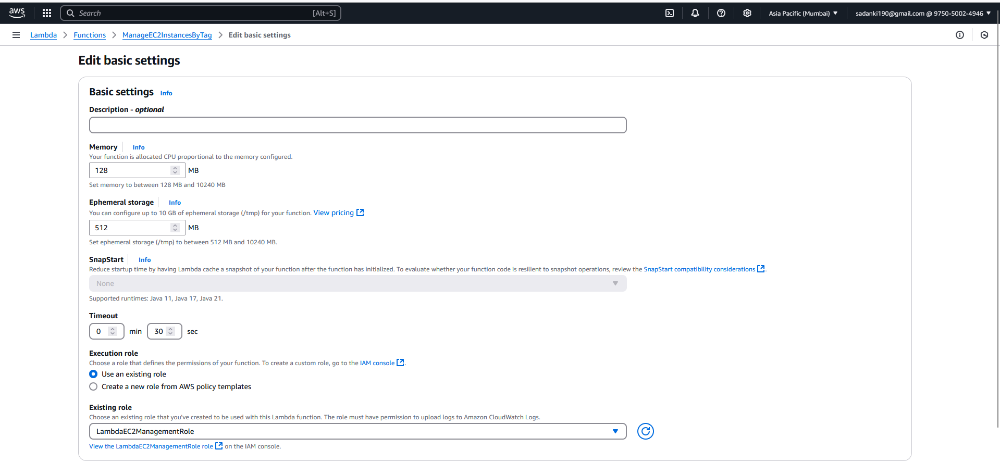 aws Search [Alt+S] Asia Pacific (Mumbai) sadanki190@gmail.com @ 9750-5002-4946
Lambda Functions ManageEC2InstancesByTag Edit basic settings
Edit basic settings
Basic settings Info
Description - optional
Memory Info
Your function is allocated CPU proportional to the memory configured.
128 MB
Set memory to between 128 MB and 10240 MB
Ephemeral storage Info
You can configure up to 10 GB of ephemeral storage (/tmp) for your function. View pricing
512 MB
Set ephemeral storage (/tmp) to between 512 MB and 10240 MB.
SnapStart Info
Reduce startup time by having Lambda cache a snapshot of your function after the function has initialized. To evaluate whether your function code is resilient to snapshot operations, review the SnapStart compatibility considerations.
None
Supported runtimes: Java 11, Java 17, Java 21.
Timeout
0 min 30 sec
Execution role
Choose a role that defines the permissions of your function. To create a custom role, go to the IAM console.
Use an existing role
Create a new role from AWS policy templates
Existing role
Choose an existing role that you've created to be used with this Lambda function. The role must have permission to upload logs to Amazon CloudWatch Logs.
LambdaEC2ManagementRole
View the LambdaEC2ManagementRole role on the IAM console.